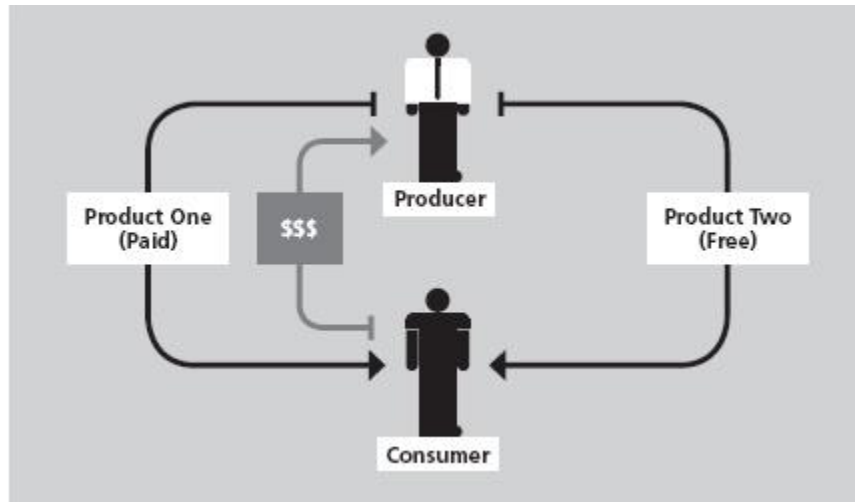 Producer
Product One
(Paid)
$$$
Product Two
(Free)
Consumer